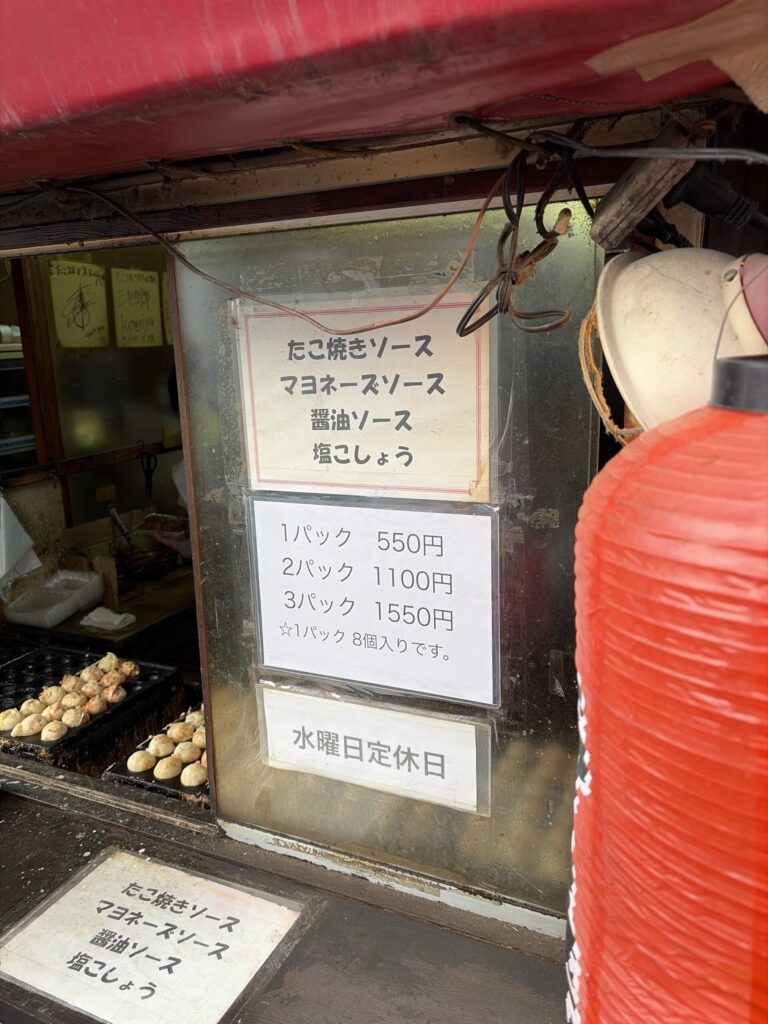 たこ焼きソース
マヨネーズソース
醤油ソース
塩こしょう
1パック 550円
2パック 1100円
3パック 1550円
☆1パック 8個入りです。
水曜日定休日
たこ焼きソース
マヨネーズソース
醤油ソース
塩こしょう